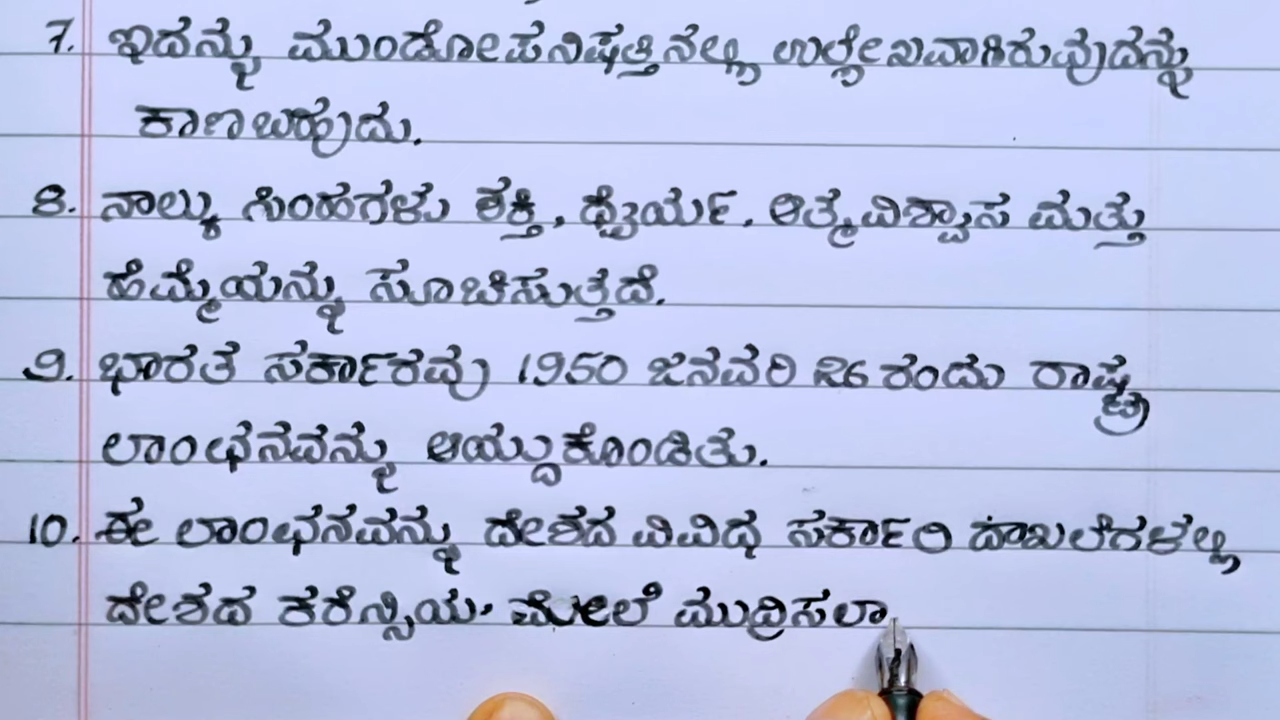 7. ಇದನ್ನು ಮುಂಡೋಪನಿಷತ್ತಿನಲ್ಲಿ ಉಲ್ಲೇಖವಾಗಿರುವುದನ್ನು
ಕಾಣಬಹುದು.
8. ನಾಲ್ಕು ಸಿಂಹಗಳು ಶಕ್ತಿ, ಧೈರ್ಯ, ಆತ್ಮವಿಶ್ವಾಸ ಮತ್ತು
ಹೆಮ್ಮೆಯನ್ನು ಸೂಚಿಸುತ್ತದೆ.
9. ಭಾರತ ಸರ್ಕಾರವು 1950 ಜನವರಿ 26 ರಂದು ರಾಷ್ಟ್ರ
ಲಾಂಛನವನ್ನು ಆಯ್ದುಕೊಂಡಿತು.
10. ಈ ಲಾಂಛನವನ್ನು ದೇಶದ ವಿವಿಧ ಸರ್ಕಾರಿ ದಾಖಲೆಗಳಲ್ಲಿ
ದೇಶದ ಕರೆನ್ಸಿಯ ಮೇಲೆ ಮುದ್ರಿಸಲಾ